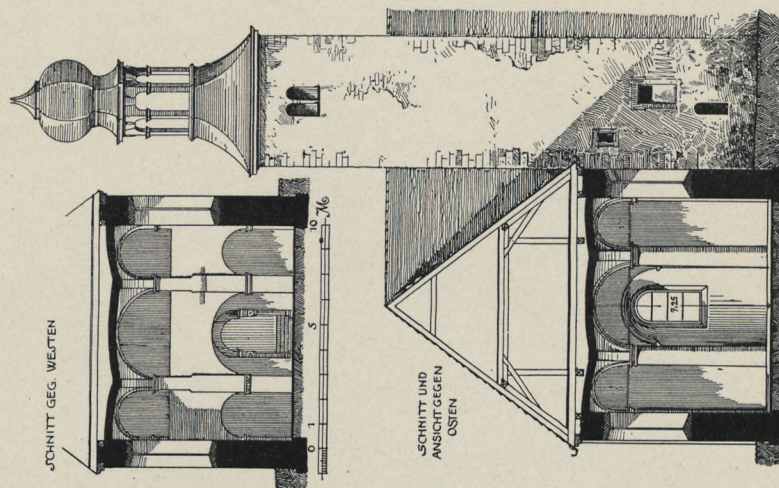 SCHNITT GEG. WESTEN
0 1 5 10 M
SCHNITT UND
ANSICHT GEGEN
OSTEN
9,25